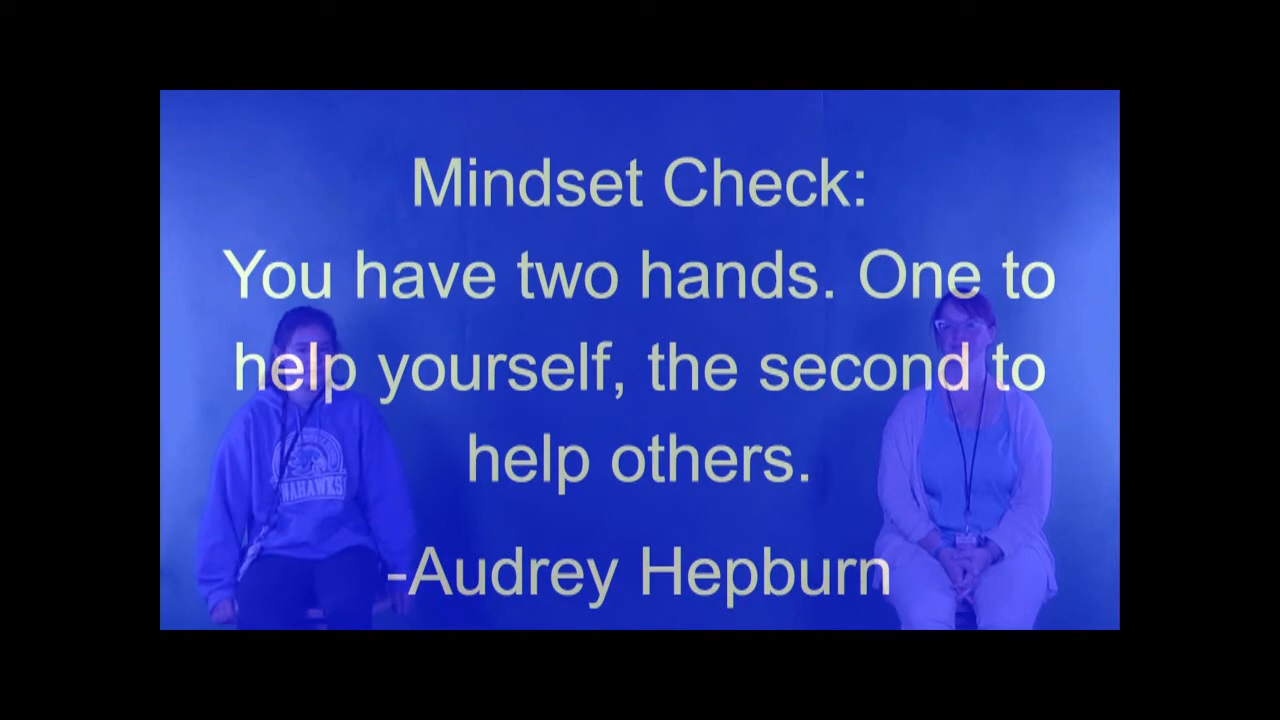 Mindset Check:
You have two hands. One to
help yourself, the second to
help others.
-Audrey Hepburn